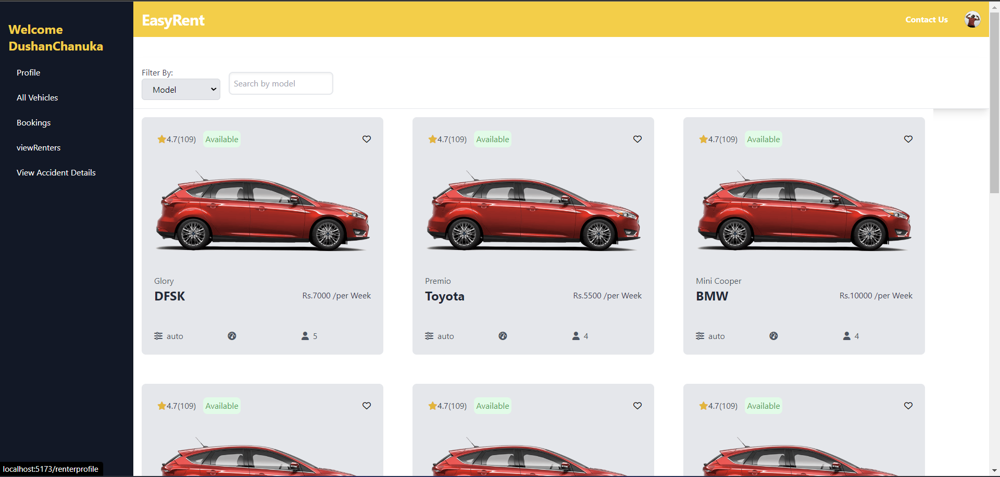 Welcome
DushanChanuka
Profile
All Vehicles
Bookings
viewRenters
View Accident Details
EasyRent
Contact Us
Filter By:
Model
Search by model
4.7(109) Available
4.7(109) Available
4.7(109) Available
Glory
DFSK
Rs.7000 /per Week
auto
5
Premio
Toyota
Rs.5500 /per Week
auto
4
Mini Cooper
BMW
Rs.10000 /per Week
auto
4
4.7(109) Available
4.7(109) Available
4.7(109) Available
localhost:5173/renterprofile